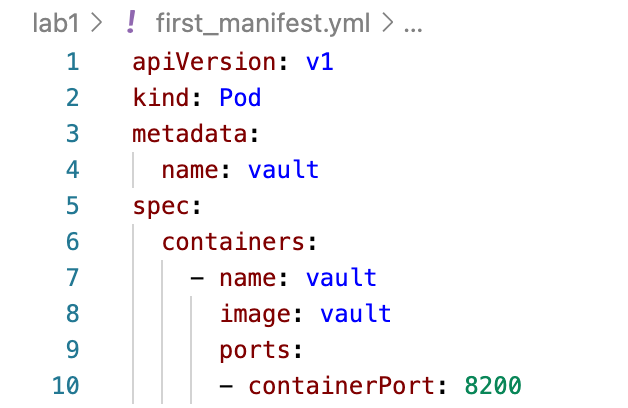 lab1 > ! first_manifest.yml > ...
1 apiVersion: v1
2 kind: Pod
3 metadata:
4   name: vault
5 spec:
6   containers:
7     - name: vault
8       image: vault
9       ports:
10       - containerPort: 8200